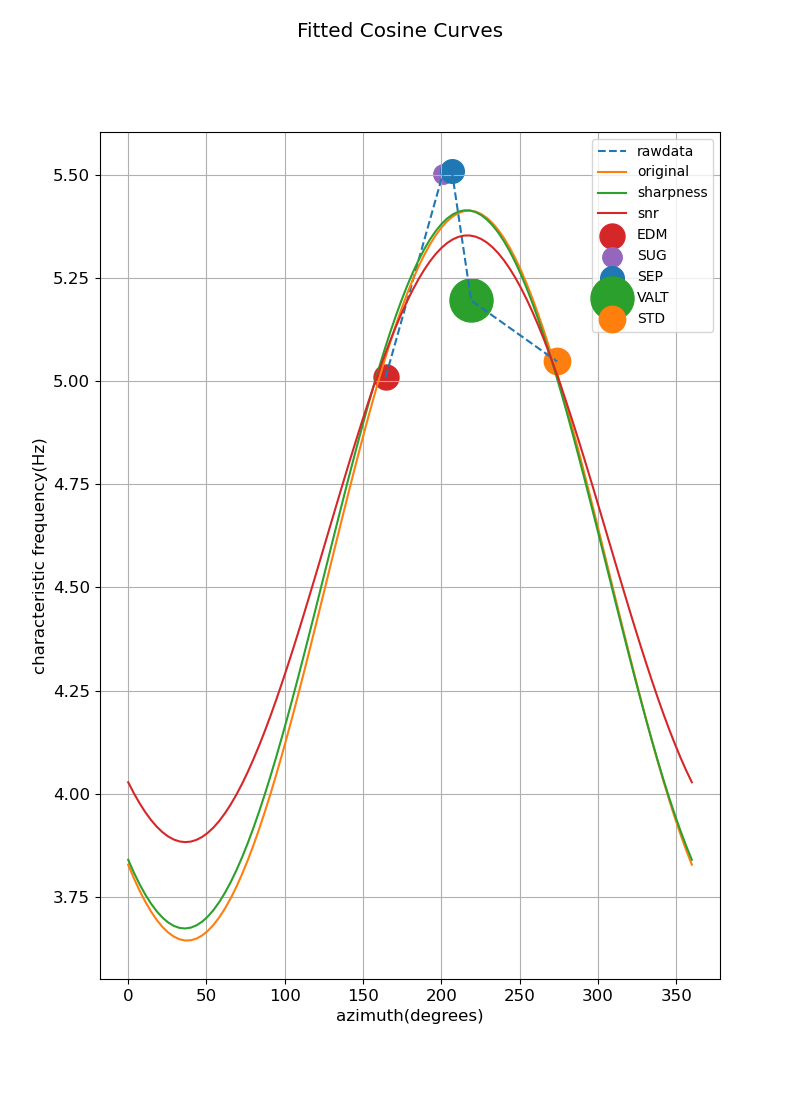 Fitted Cosine Curves
rawdata
original
sharpness
snr
EDM
SUG
SEP
VALT
STD
characteristic frequency(Hz)
5.50
5.25
5.00
4.75
4.50
4.25
4.00
3.75
0 50 100 150 200 250 300 350
azimuth(degrees)